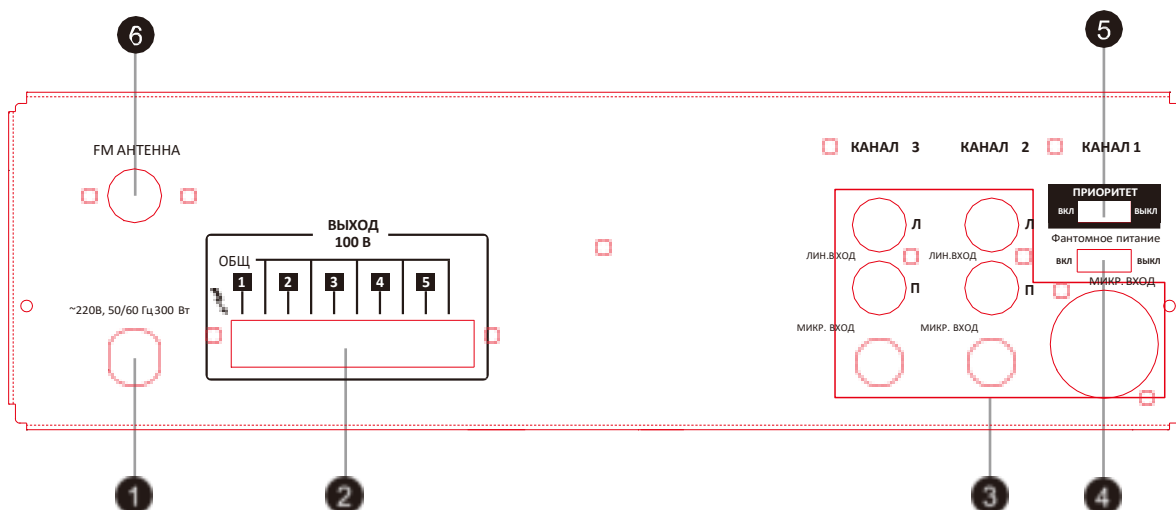 6
5
FM АНТЕННА
КАНАЛ 3 КАНАЛ 2 КАНАЛ 1
ПРИОРИТЕТ
ВКЛ ВЫКЛ
Фантомное питание
ВКЛ ВЫКЛ
МИКР. ВХОД
Л Л
ЛИН.ВХОД ЛИН.ВХОД
П П
МИКР. ВХОД МИКР. ВХОД
ВЫХОД
100 В
ОБЩ
1 2 3 4 5
~220В, 50/60 Гц300 Вт
1 2 3 4